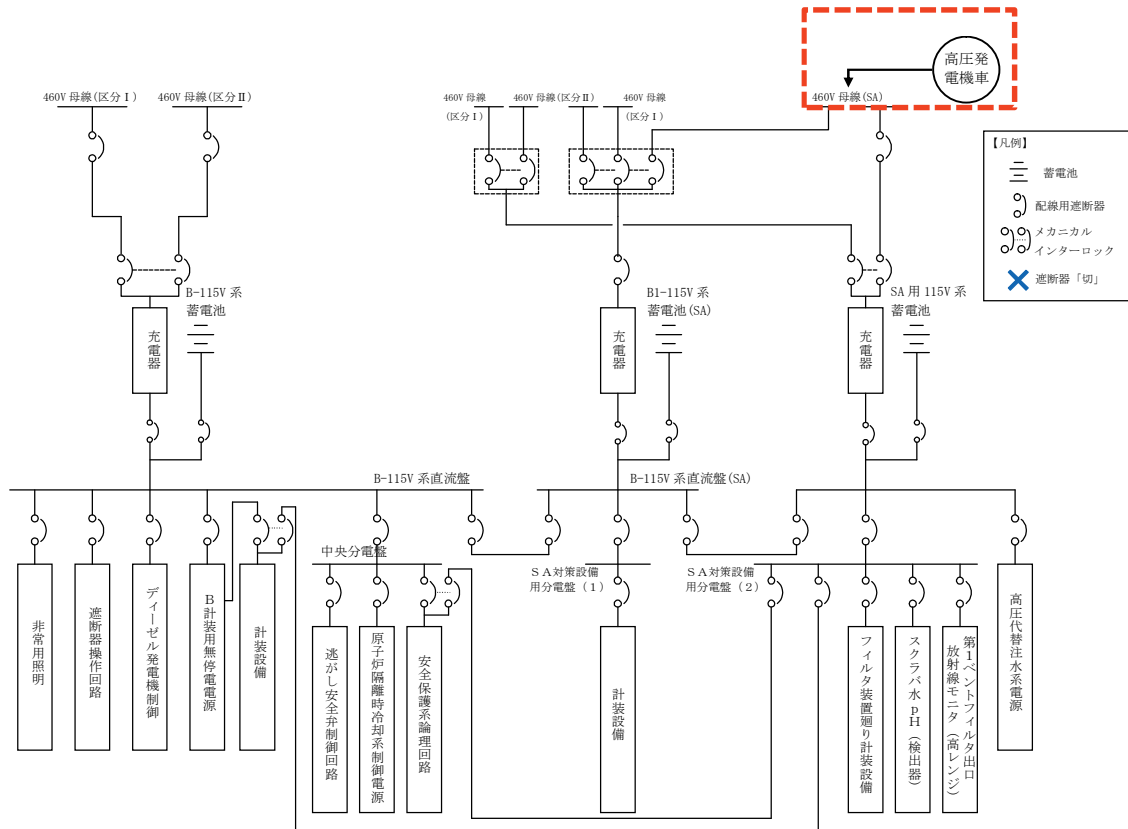 高圧発
電機車
460V 母線(区分Ⅰ)
460V 母線(区分Ⅱ)
460V 母線
(区分Ⅰ)
460V 母線(区分Ⅱ)
460V 母線
(区分Ⅰ)
460V 母線(SA)
【凡例】
蓄電池
配線用遮断器
メカニカル
インターロック
遮断器「切」
B-115V 系
蓄電池
B1-115V 系
蓄電池(SA)
SA 用 115V 系
蓄電池
充電器
充電器
充電器
B-115V 系直流盤
B-115V 系直流盤(SA)
中央分電盤
SA対策設備
用分電盤(1)
SA対策設備
用分電盤(2)
非常用照明
遮断器操作回路
ディーゼル発電機制御
B計装用無停電電源
計装設備
逃がし安全弁制御回路
原子炉隔離時冷却系制御電源
安全保護系論理回路
計装設備
フィルタ装置廻り計装設備
スクラバ水pH(検出器)
第1ベントフィルタ出口
放射線モニタ(高レンジ)
高圧代替注水系電源